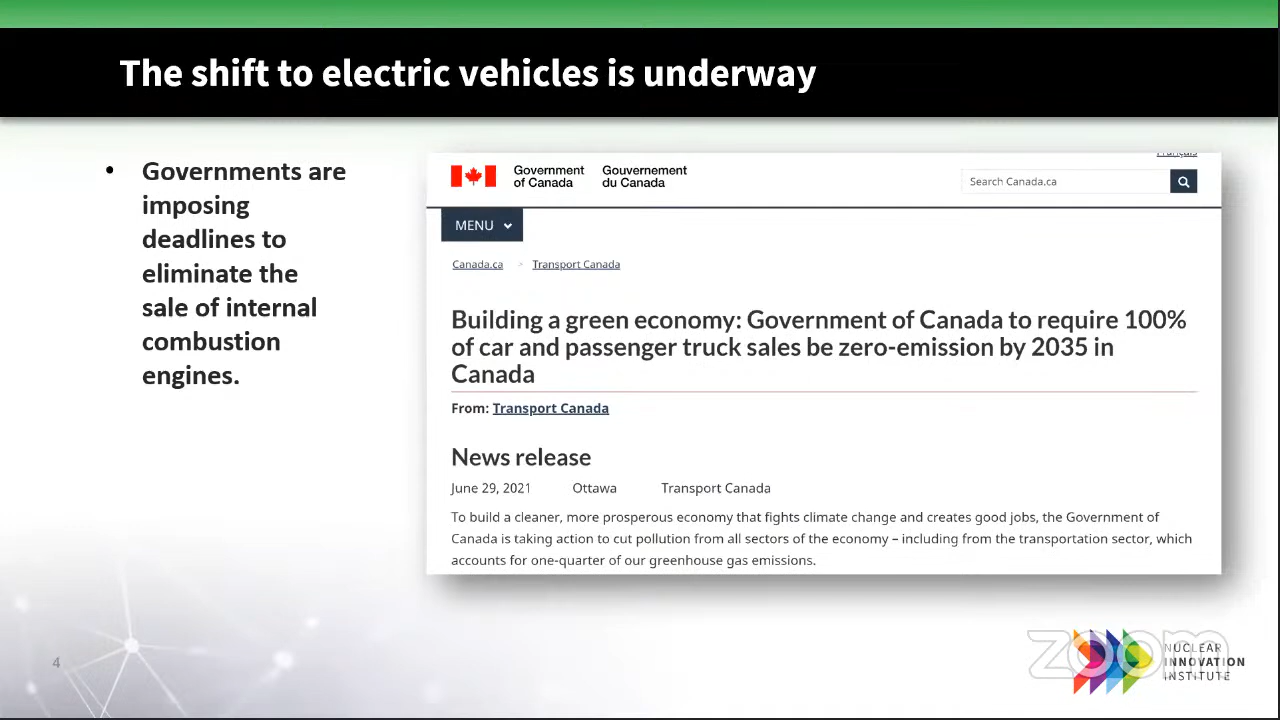 The shift to electric vehicles is underway
• Governments are
imposing
deadlines to
eliminate the
sale of internal
combustion
engines.
Français
Government
of Canada
Gouvernement
du Canada
Search Canada.ca
MENU
Canada.ca > Transport Canada
Building a green economy: Government of Canada to require 100%
of car and passenger truck sales be zero-emission by 2035 in
Canada
From: Transport Canada
News release
June 29, 2021 Ottawa Transport Canada
To build a cleaner, more prosperous economy that fights climate change and creates good jobs, the Government of
Canada is taking action to cut pollution from all sectors of the economy – including from the transportation sector, which
accounts for one-quarter of our greenhouse gas emissions.
4
zoom
NUCLEAR
INNOVATION
INSTITUTE